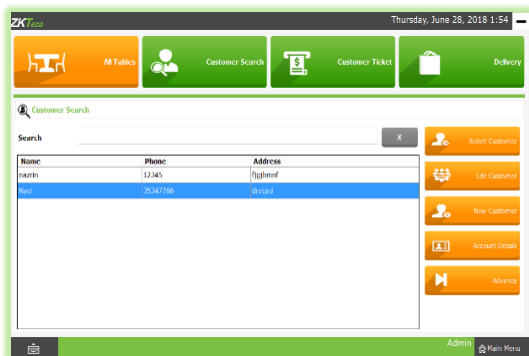 ZKTeco
Thursday, June 28, 2018 1:54
All Tables
Customer Search
Customer Ticket
Delivery
Customer Search
Search
X
Select Customer
Name Phone Address
nazrin 12345 fjgjbmnf
Edit Customer
Nyci 35347766 dretjrd
New Customer
Account Details
Advance
Admin
Main Menu